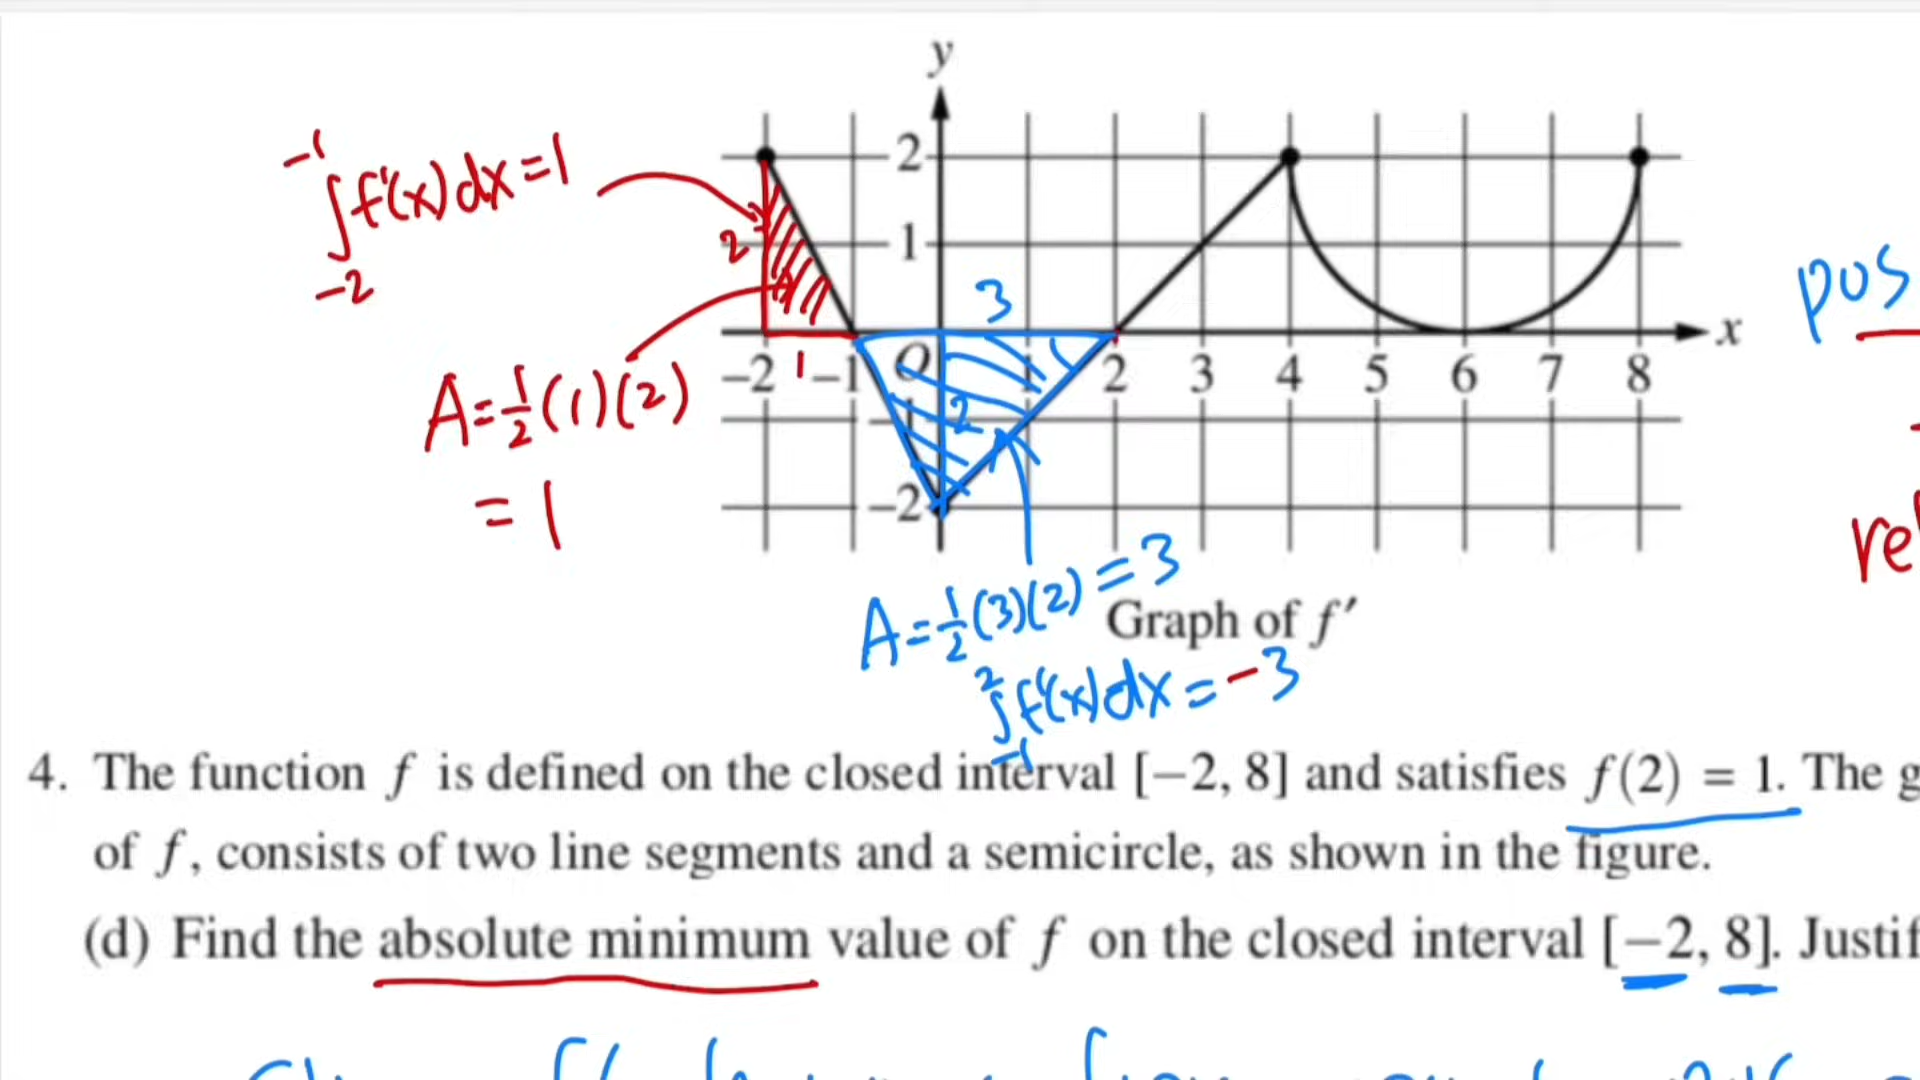 y
-1
∫f'(x)dx=1
-2
2
1
2
3
pos
-2 1 -1 O 1 2 3 4 5 6 7 8 x
A=1/2(1)(2)
2
=1
-2
A=1/2(3)(2)=3
Graph of f′
2
∫f'(x)dx=-3
-1
4. The function f is defined on the closed interval [−2, 8] and satisfies f(2) = 1. The
of f, consists of two line segments and a semicircle, as shown in the figure.
(d) Find the absolute minimum value of f on the closed interval [−2, 8].